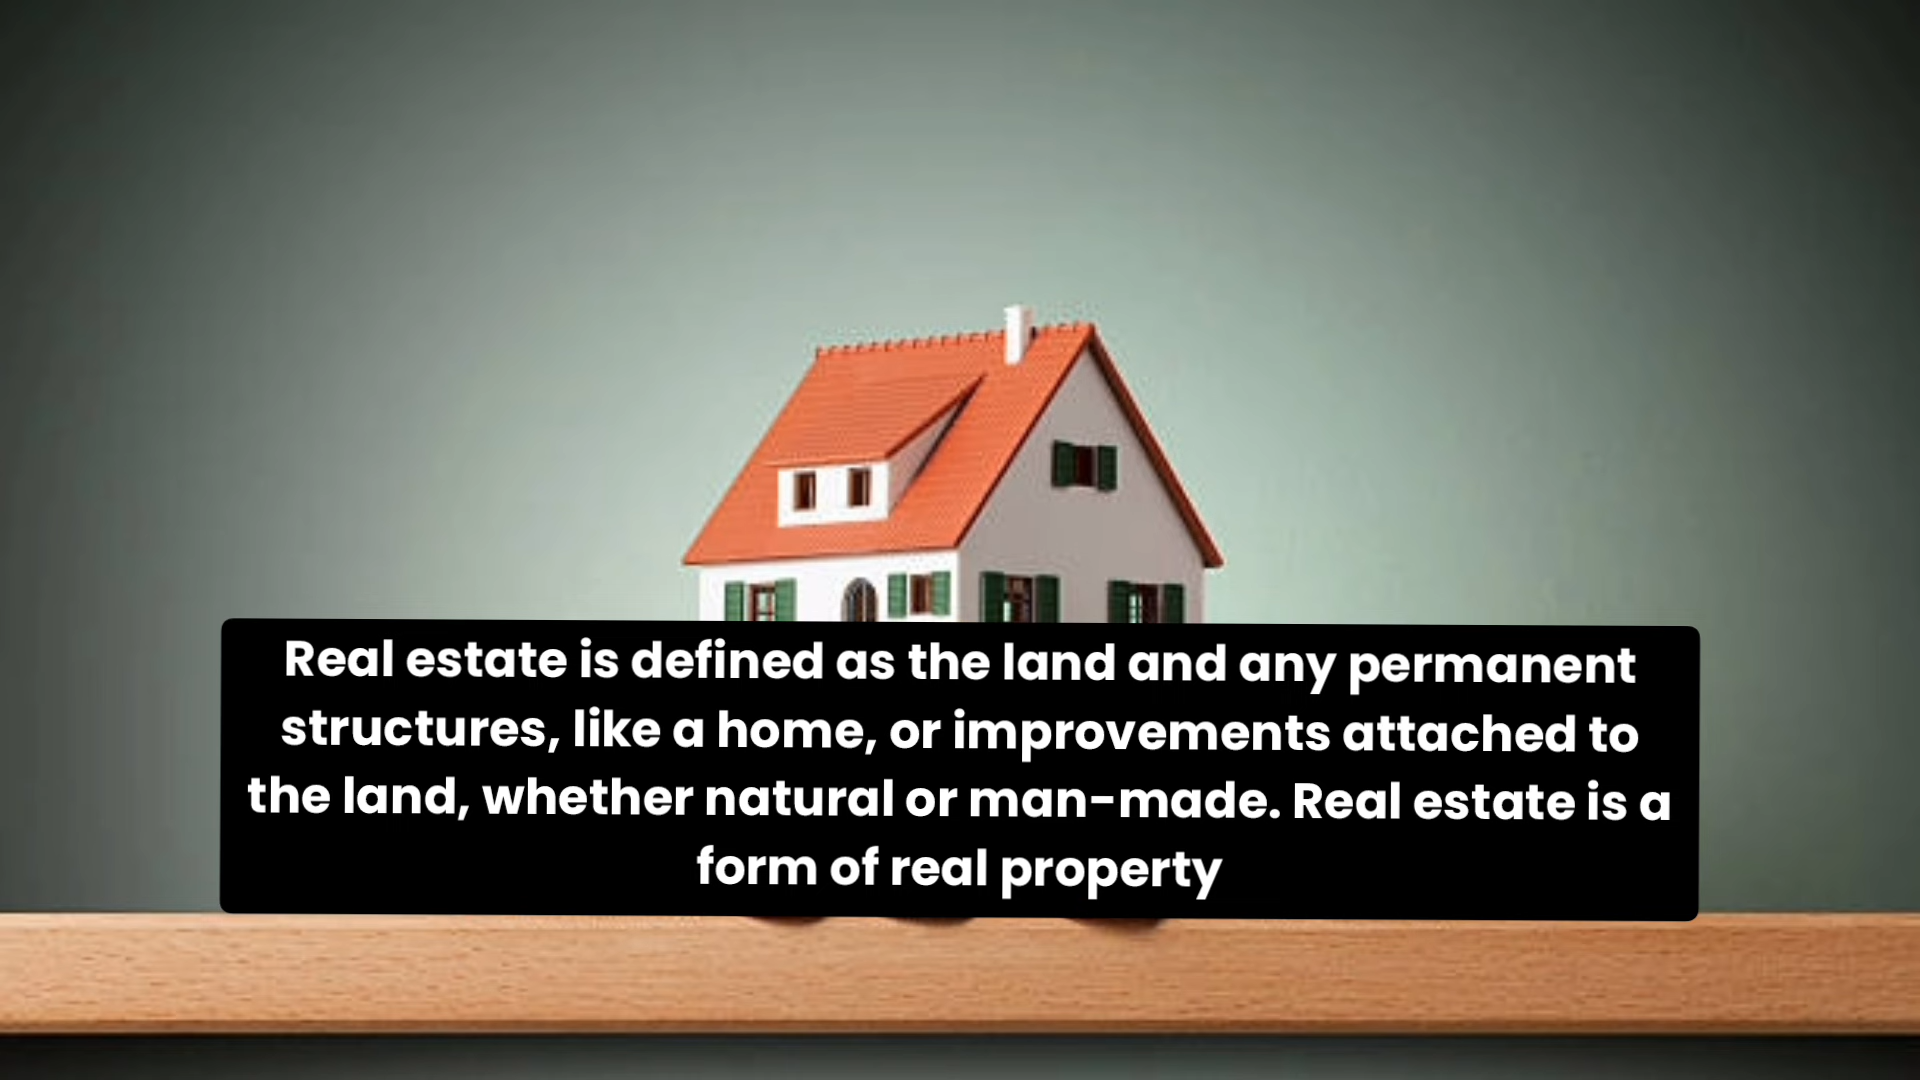 Real estate is defined as the land and any permanent
structures, like a home, or improvements attached to
the land, whether natural or man-made. Real estate is a
form of real property